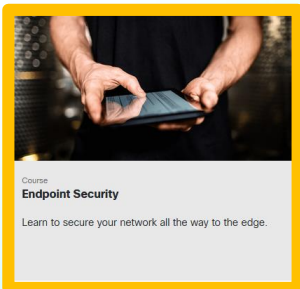 Course
Endpoint Security
Learn to secure your network all the way to the edge.